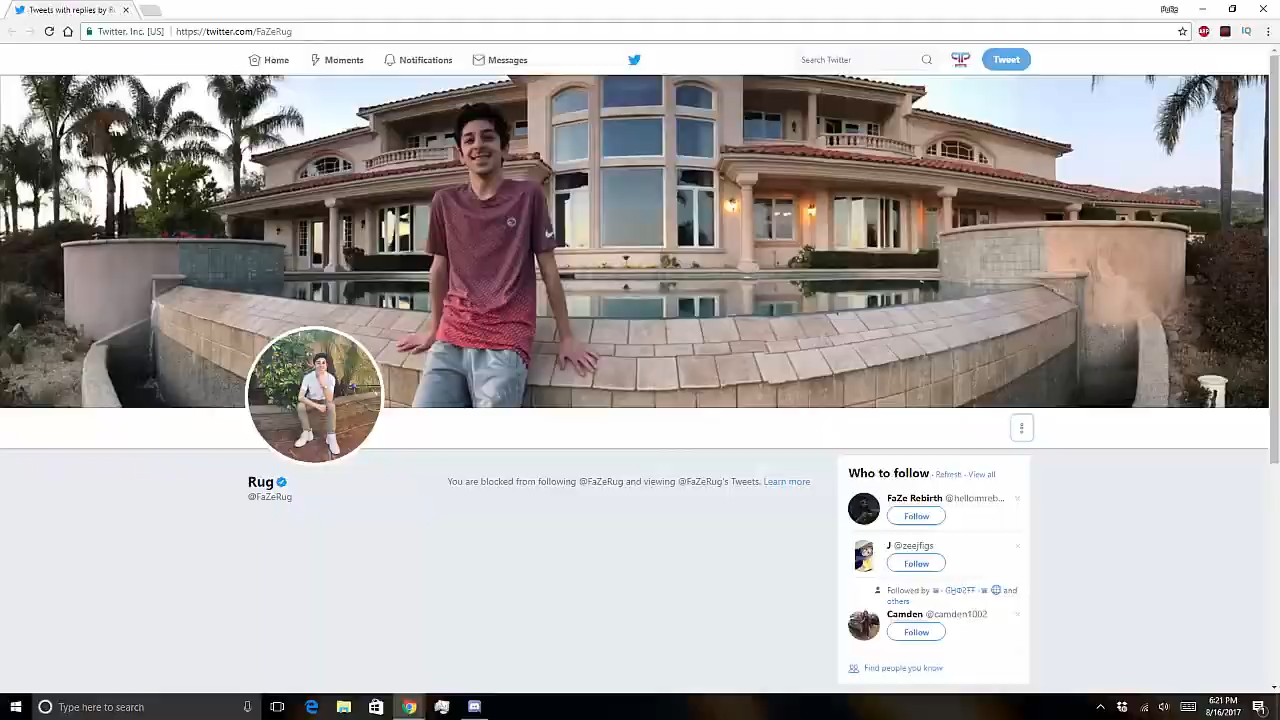 Tweets with replies by R
Twitter, Inc. [US] | https://twitter.com/FaZeRug
Home Moments Notifications Messages Search Twitter Tweet
Rug
@FaZeRug
You are blocked from following @FaZeRug and viewing @FaZeRug's Tweets. Learn more
Who to follow · Refresh · View all
FaZe Rebirth @helloimreb...
Follow
J @zeejfigs
Follow
Followed by and
others
Camden @camden1002
Follow
Find people you know
Type here to search
6:21 PM
8/16/2017